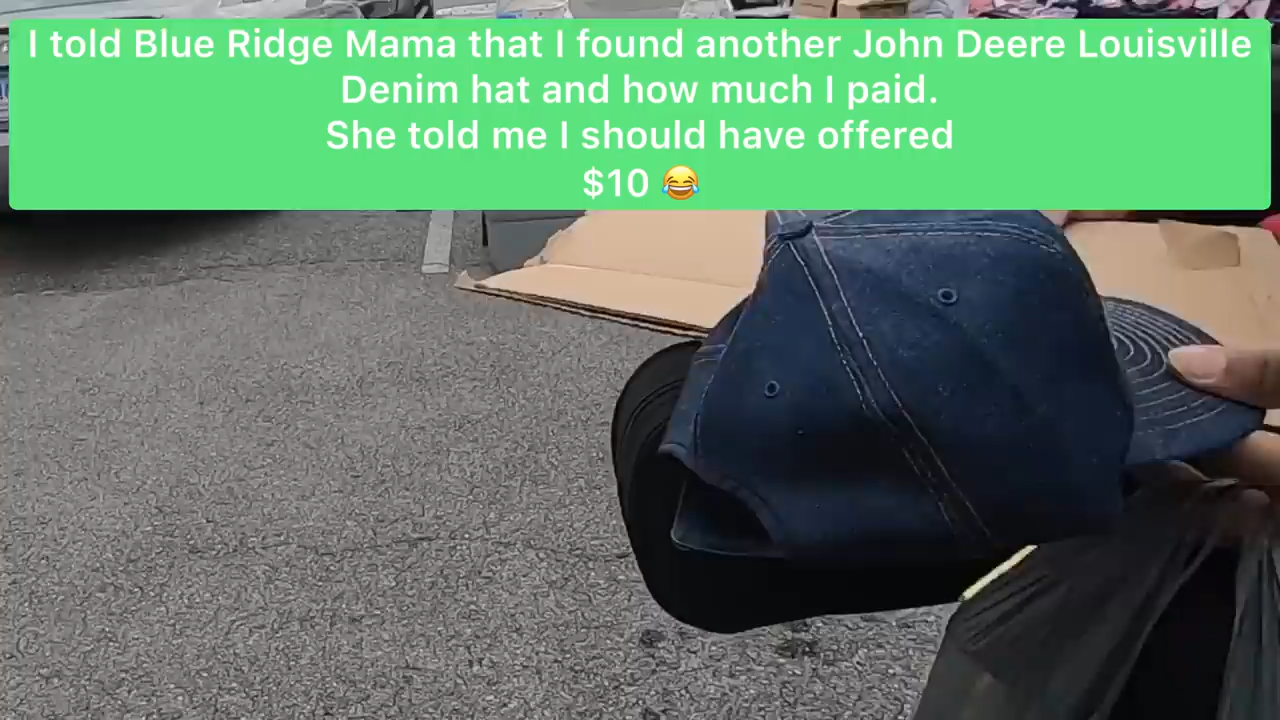 I told Blue Ridge Mama that I found another John Deere Louisville
Denim hat and how much I paid.
She told me I should have offered
$10 😂